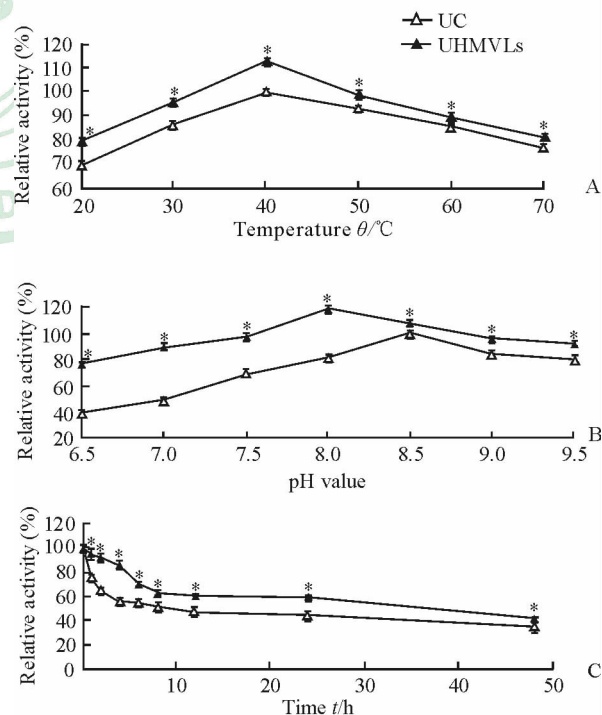 UC
UHMVLs
Relative activity (%)
120
110
100
90
80
70
60
* * * * * *
20 30 40 50 60 70
Temperature θ/℃
A
Relative activity (%)
120
100
80
60
40
20
* * * * * * *
6.5 7.0 7.5 8.0 8.5 9.0 9.5
pH value
B
Relative activity (%)
120
100
80
60
40
20
0
* * * * * * * *
10 20 30 40 50
Time t/h
C